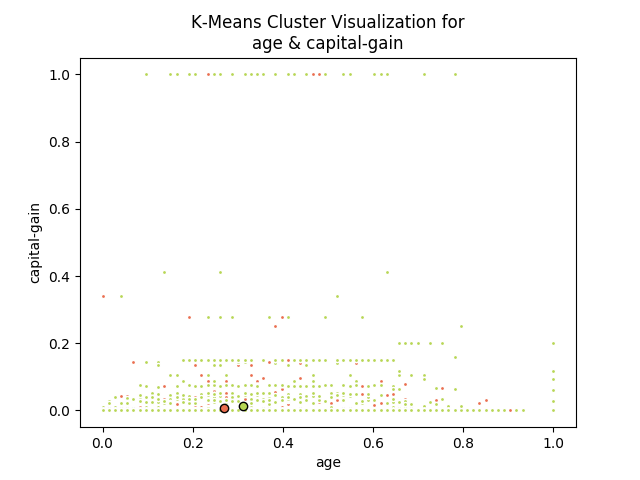 K-Means Cluster Visualization for
age & capital-gain
1.0
0.8
0.6
0.4
0.2
0.0
capital-gain
0.0 0.2 0.4 0.6 0.8 1.0
age